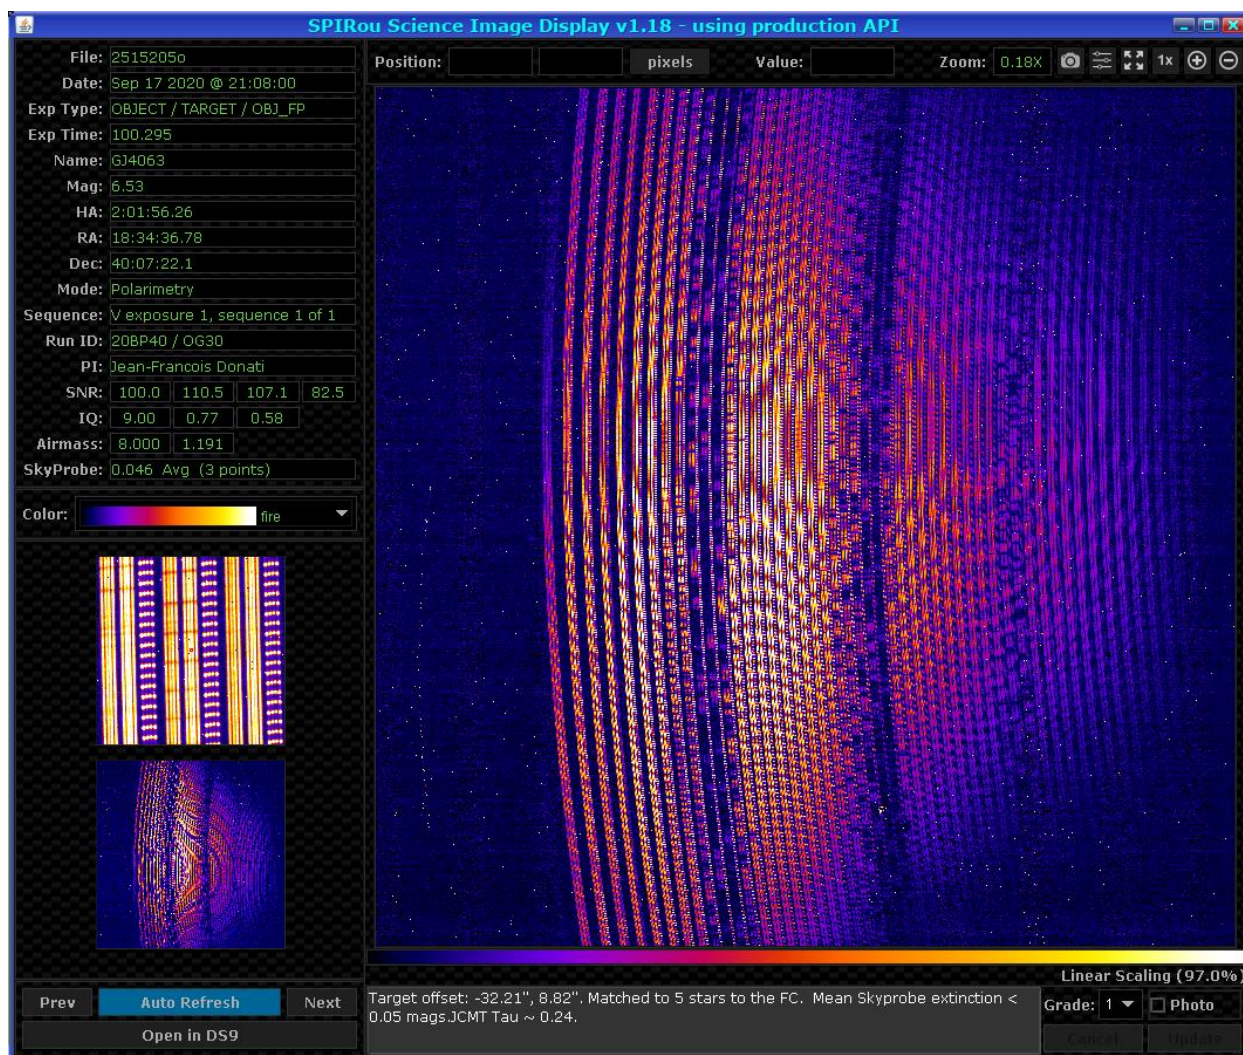 SPIRou Science Image Display v1.18 - using production API
File: 2515205o
Date: Sep 17 2020 @ 21:08:00
Exp Type: OBJECT / TARGET / OBJ_FP
Exp Time: 100.295
Name: GJ4063
Mag: 6.53
HA: 2:01:56.26
RA: 18:34:36.78
Dec: 40:07:22.1
Mode: Polarimetry
Sequence: V exposure 1, sequence 1 of 1
Run ID: 20BP40 / OG30
PI: Jean-Francois Donati
SNR: 100.0 110.5 107.1 82.5
IQ: 9.00 0.77 0.58
Airmass: 8.000 1.191
SkyProbe: 0.046 Avg (3 points)
Color: fire
Prev Auto Refresh Next
Open in DS9
Position: pixels Value: Zoom: 0.18X 1x
Linear Scaling (97.0%)
Target offset: -32.21", 8.82". Matched to 5 stars to the FC. Mean Skyprobe extinction <
0.05 mags.JCMT Tau ~ 0.24.
Grade: 1 Photo
Cancel Update